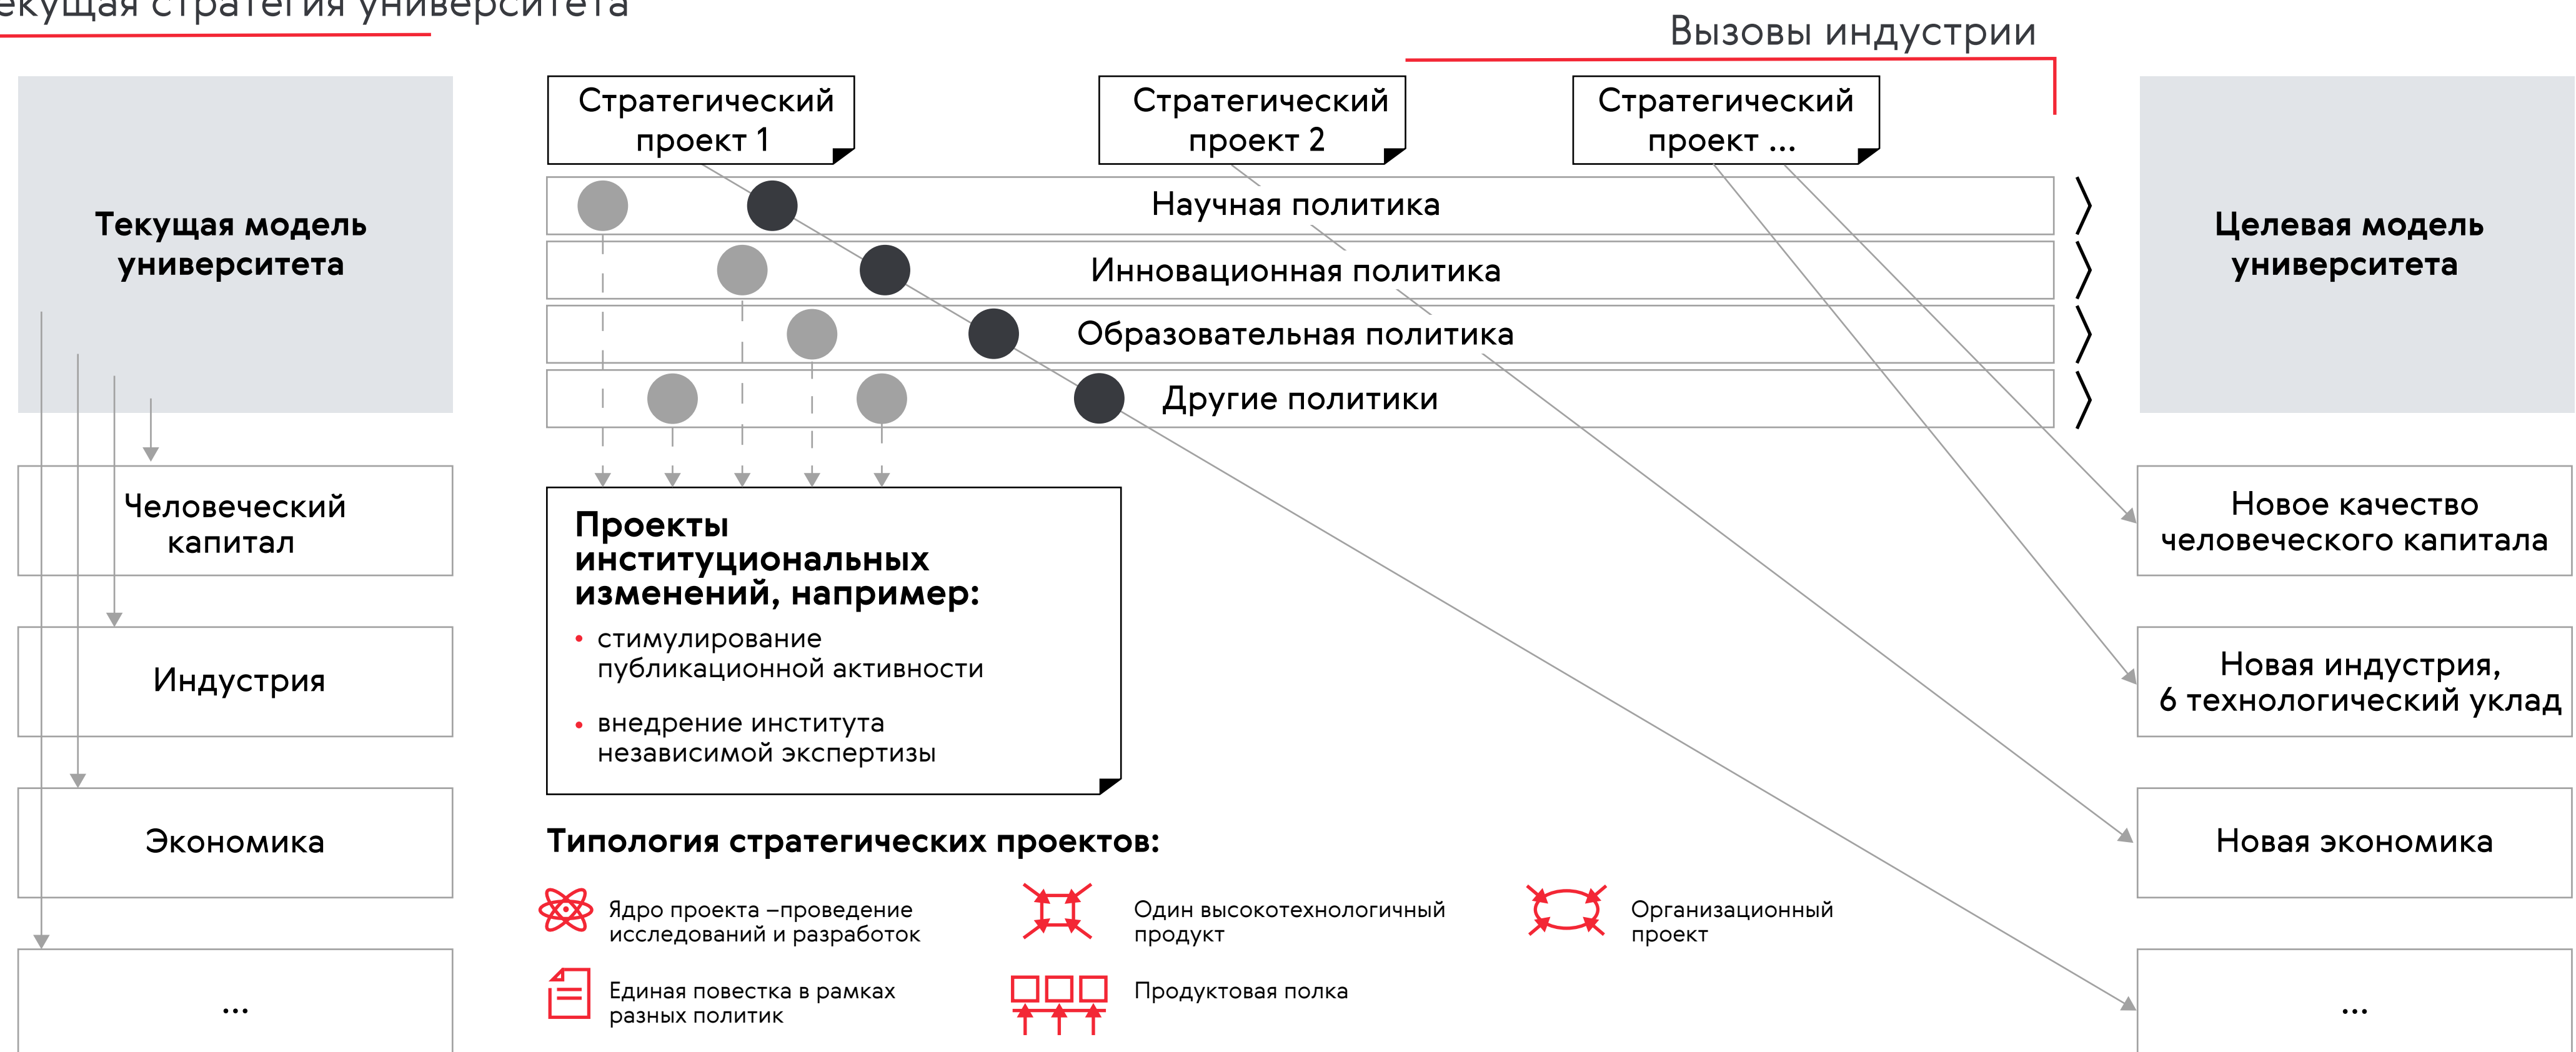 стратегия университета
Вызовы индустрии
Текущая модель
университета
Стратегический
проект 1
Стратегический
проект 2
Стратегический
проект ...
Научная политика
Инновационная политика
Образовательная политика
Другие политики
Целевая модель
университета
Человеческий
капитал
Индустрия
Экономика
...
Проекты
институциональных
изменений, например:
• стимулирование
публикационной активности
• внедрение института
независимой экспертизы
Типология стратегических проектов:
Ядро проекта –проведение
исследований и разработок
Один высокотехнологичный
продукт
Организационный
проект
Единая повестка в рамках
разных политик
Продуктовая полка
Новое качество
человеческого капитала
Новая индустрия,
6 технологический уклад
Новая экономика
...